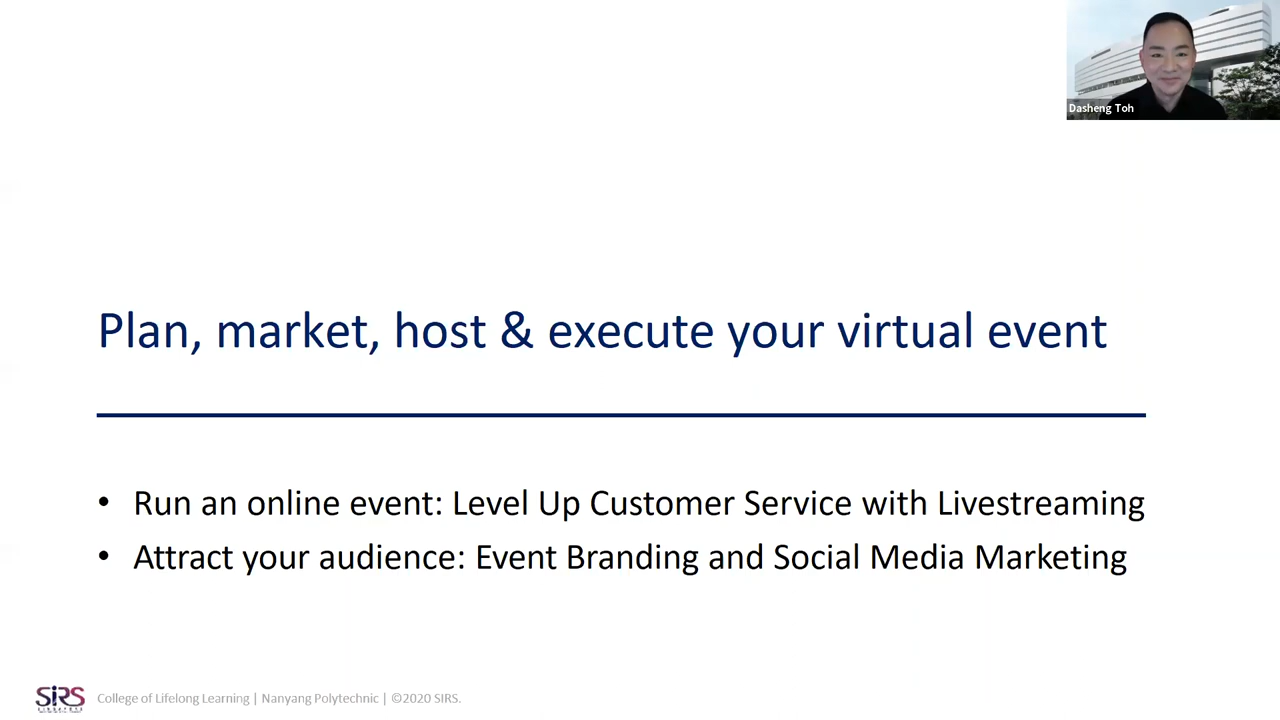 Dasheng Toh
Plan, market, host & execute your virtual event
• Run an online event: Level Up Customer Service with Livestreaming
• Attract your audience: Event Branding and Social Media Marketing
SiRS
College of Lifelong Learning | Nanyang Polytechnic | ©2020 SIRS.